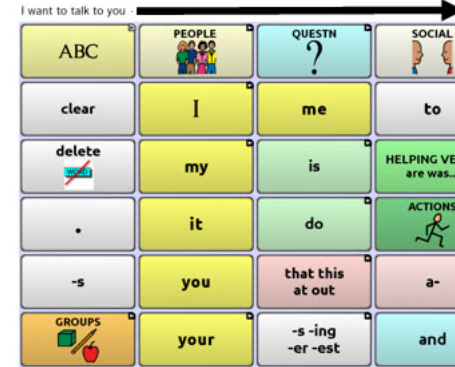 I want to talk to you -
ABC
PEOPLE
QUESTN
?
SOCIAL
clear
I
me
to
delete
WORD
my
is
HELPING VE
are was..
.
it
do
ACTIONS
-s
you
that this
at out
a-
GROUPS
your
-s -ing
-er -est
and